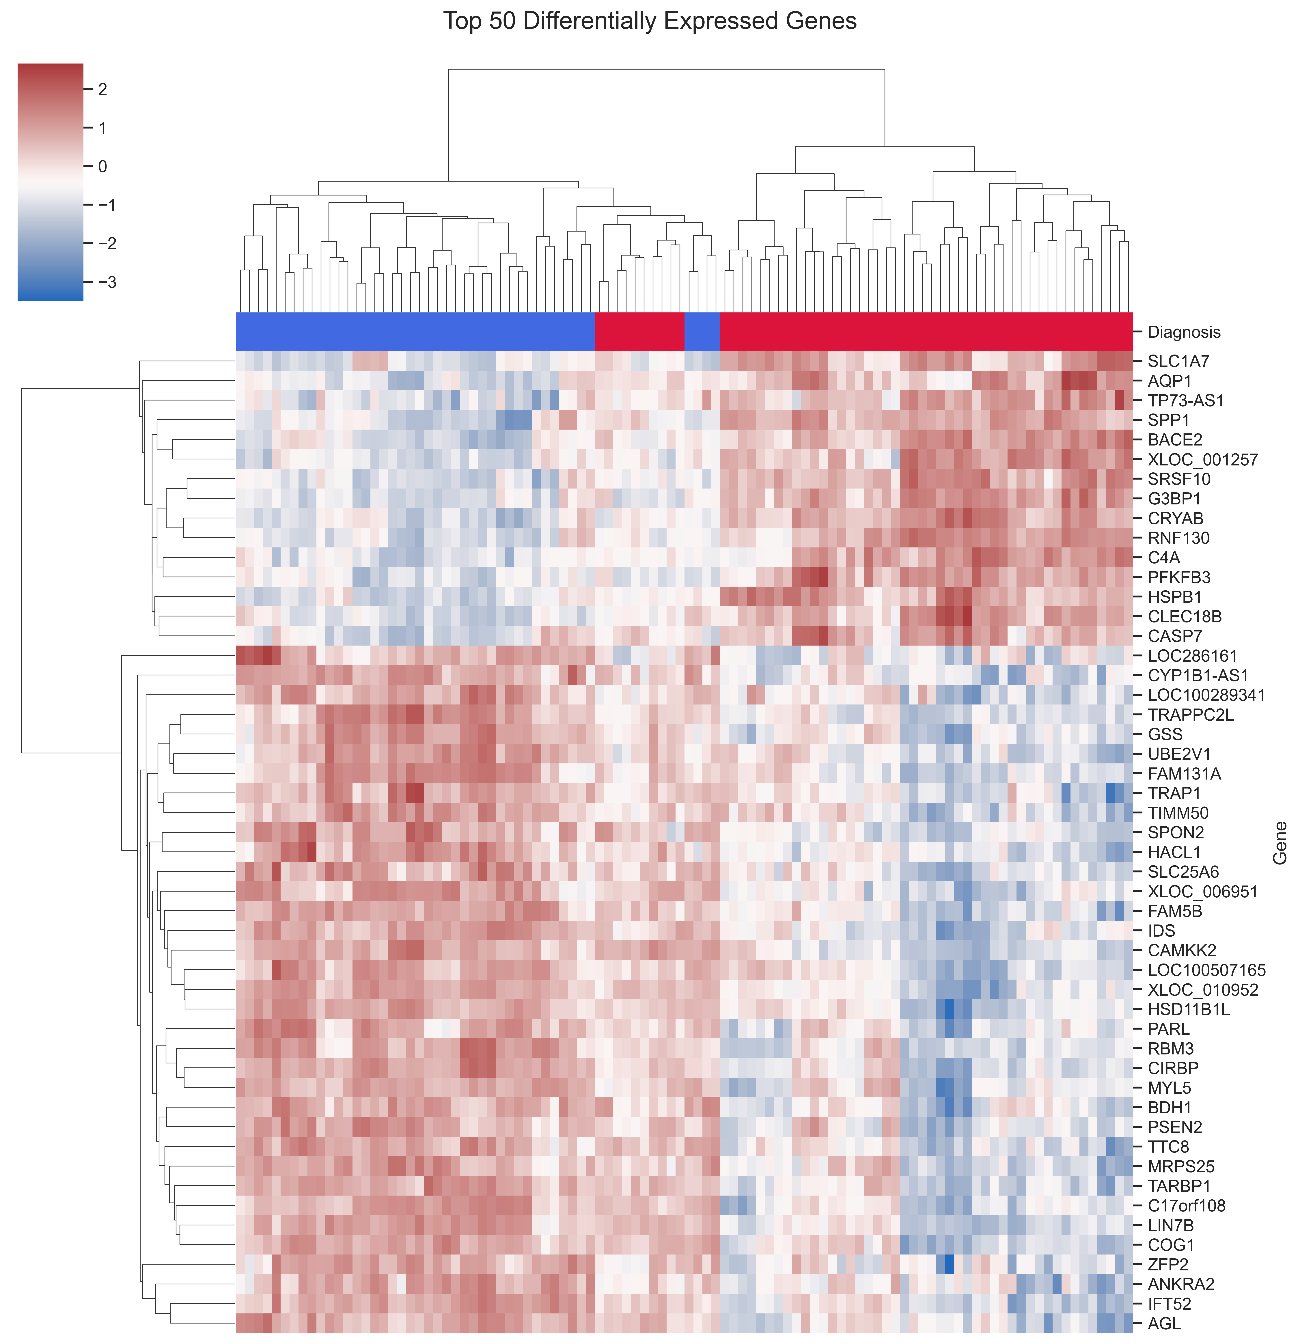 Top 50 Differentially Expressed Genes
2
1
0
−1
−2
−3
Diagnosis
SLC1A7
AQP1
TP73-AS1
SPP1
BACE2
XLOC_001257
SRSF10
G3BP1
CRYAB
RNF130
C4A
PFKFB3
HSPB1
CLEC18B
CASP7
LOC286161
CYP1B1-AS1
LOC100289341
TRAPPC2L
GSS
UBE2V1
FAM131A
TRAP1
TIMM50
SPON2
HACL1
SLC25A6
XLOC_006951
FAM5B
IDS
CAMKK2
LOC100507165
XLOC_010952
HSD11B1L
PARL
RBM3
CIRBP
MYL5
BDH1
PSEN2
TTC8
MRPS25
TARBP1
C17orf108
LIN7B
COG1
ZFP2
ANKRA2
IFT52
AGL
Gene